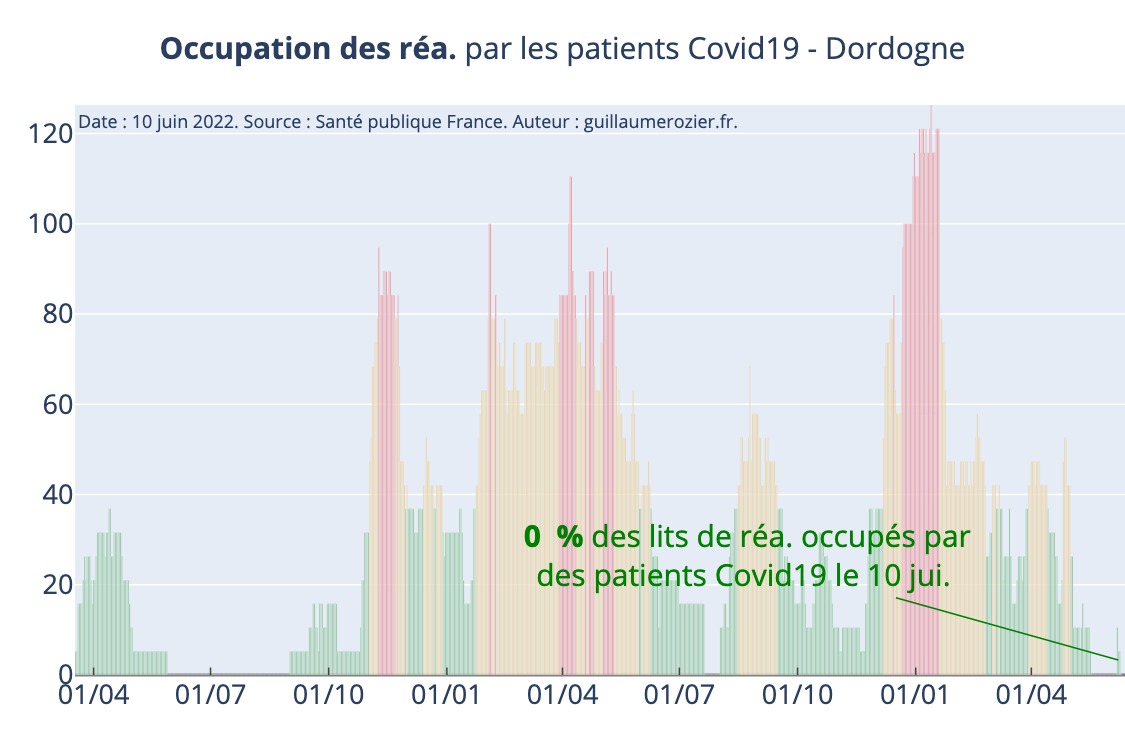 Occupation des réa. par les patients Covid19 - Dordogne
Date : 10 juin 2022. Source : Santé publique France. Auteur : guillaumerozier.fr.
120
100
80
60
40
0 % des lits de réa. occupés par
des patients Covid19 le 10 jui.
20
0
01/04 01/07 01/10 01/01 01/04 01/07 01/10 01/01 01/04